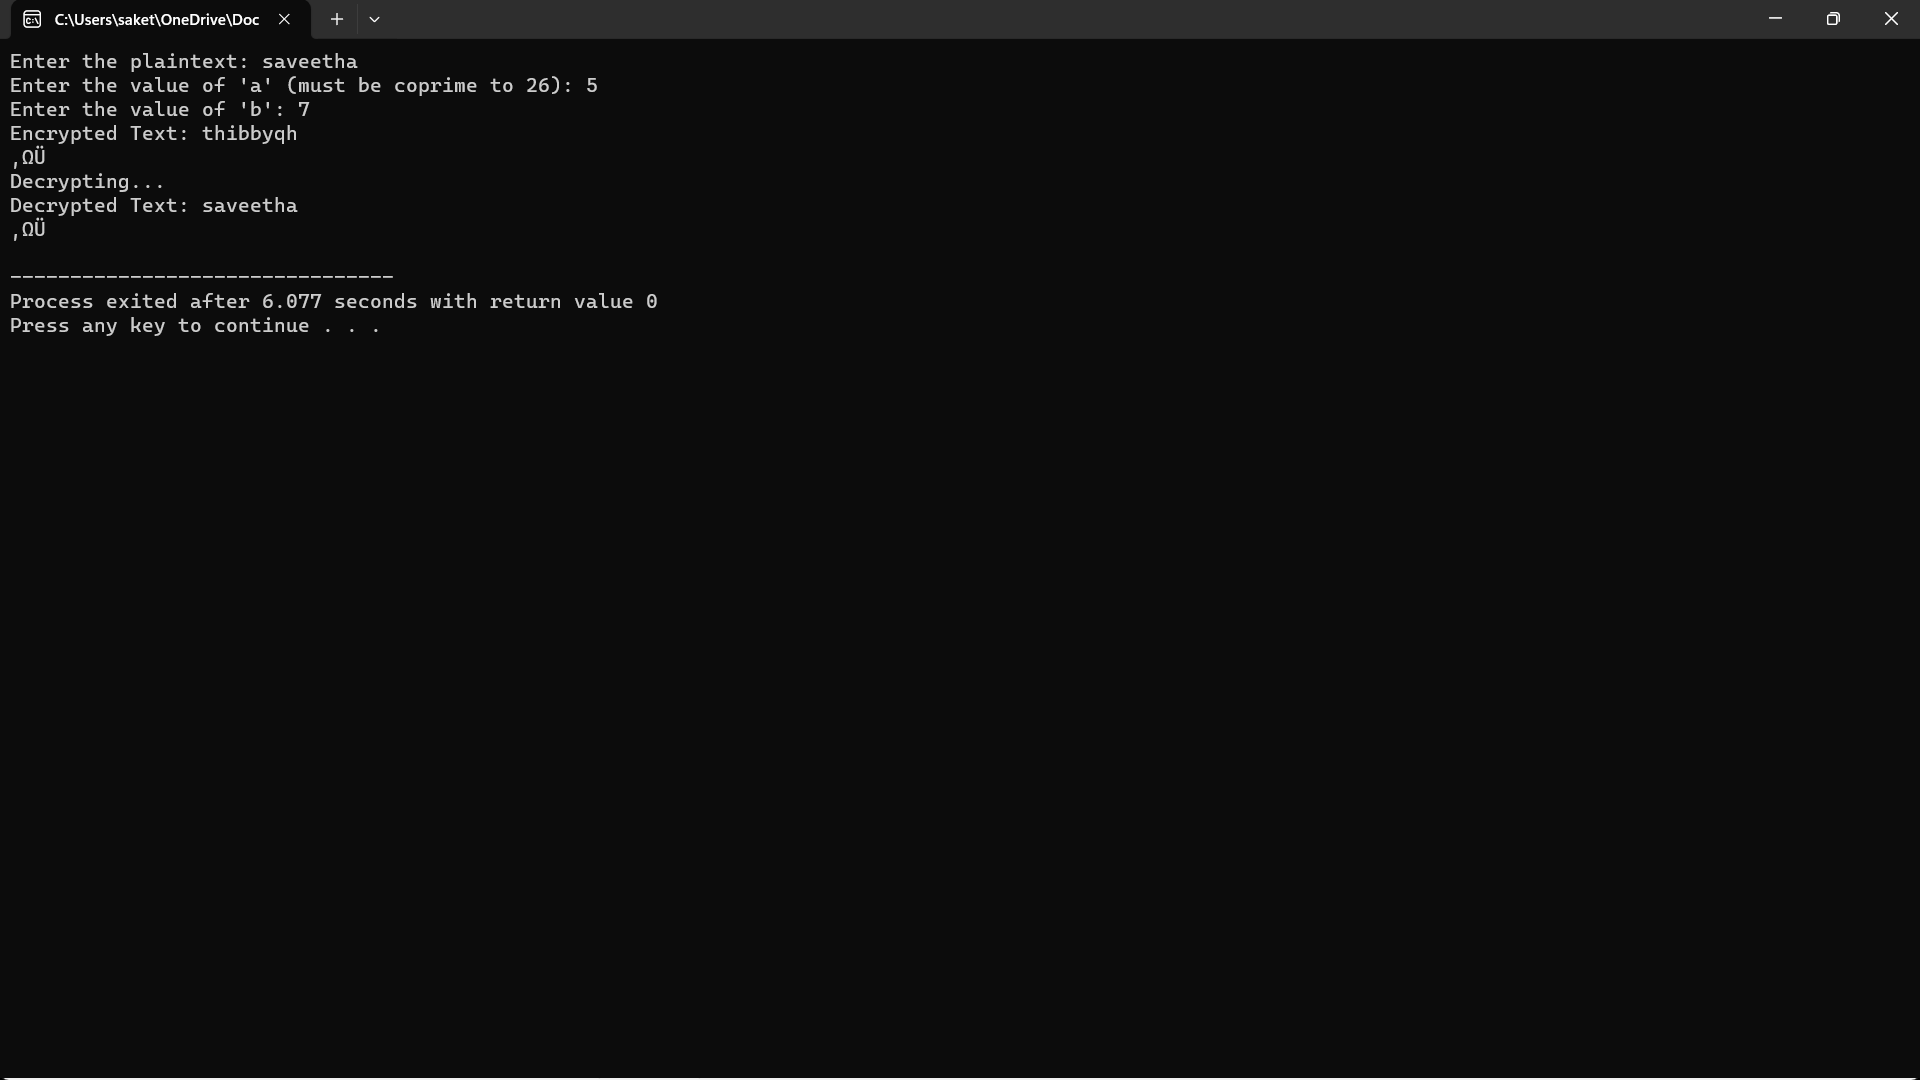 C:\Users\saket\OneDrive\Doc
Enter the plaintext: saveetha
Enter the value of 'a' (must be coprime to 26): 5
Enter the value of 'b': 7
Encrypted Text: thibbyqh
‚ΩÜ
Decrypting...
Decrypted Text: saveetha
‚ΩÜ
--------------------------------
Process exited after 6.077 seconds with return value 0
Press any key to continue . . .